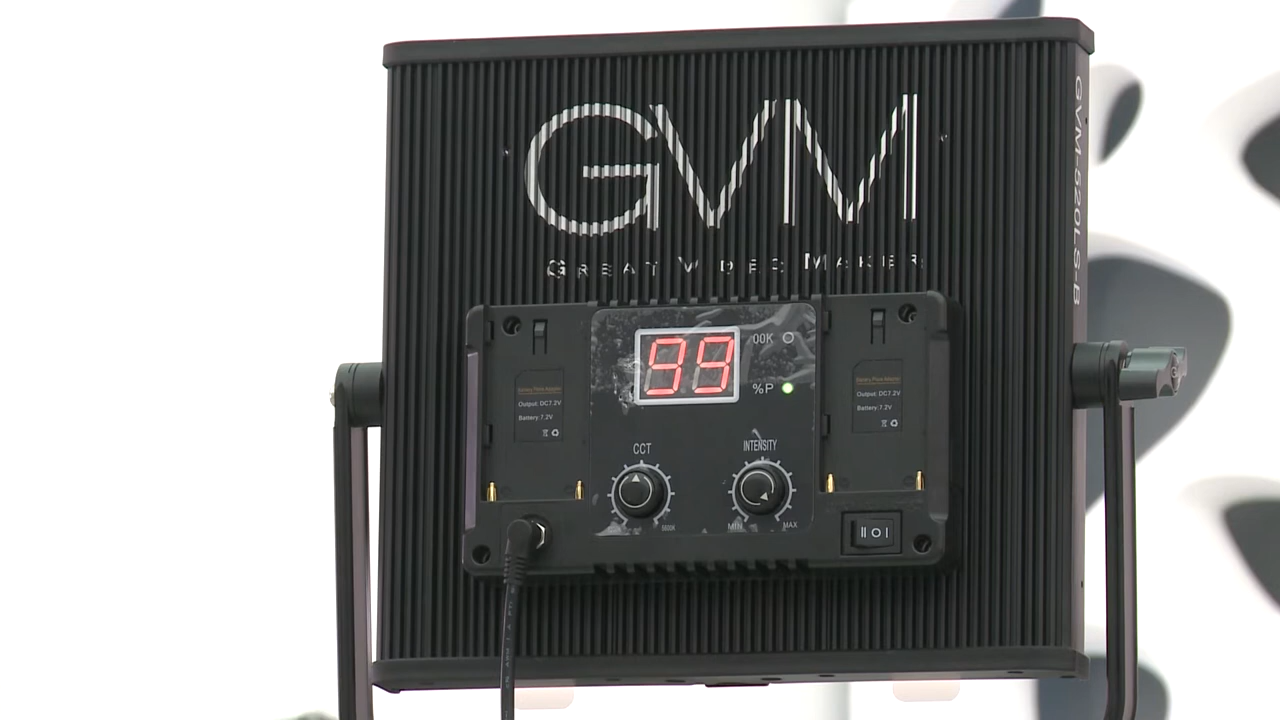 GVM
GREAT VIDEO MAKER
GVM-520LS-B
99
00K
%P
Output: DC7.2V
Battery: 7.2V
Output: DC7.2V
Battery: 7.2V
CCT
INTENSITY
MIN
MAX
II O I